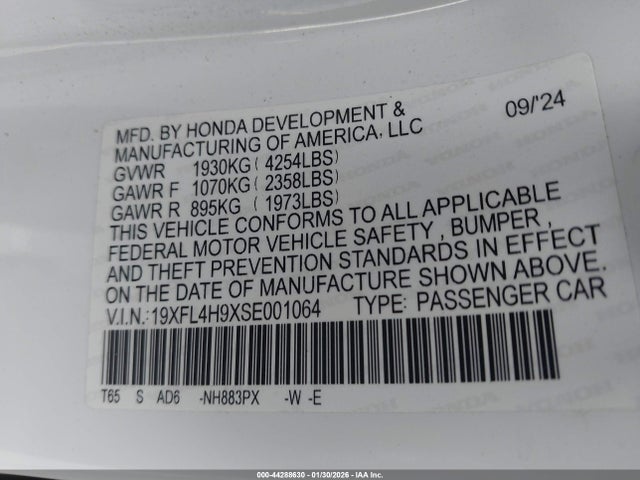 09/'24
MFD. BY HONDA DEVELOPMENT &
MANUFACTURING OF AMERICA, LLC
GVWR 1930KG ( 4254LBS)
GAWR F 1070KG ( 2358LBS)
GAWR R 895KG ( 1973LBS)
THIS VEHICLE CONFORMS TO ALL APPLICABLE
FEDERAL MOTOR VEHICLE SAFETY , BUMPER ,
AND THEFT PREVENTION STANDARDS IN EFFECT
ON THE DATE OF MANUFACTURE SHOWN ABOVE.
V.I.N.:19XFL4H9XSE001064 TYPE: PASSENGER CAR
T65 S AD6 -NH883PX -W -E
000-44288630 - 01/30/2026 - IAA Inc.